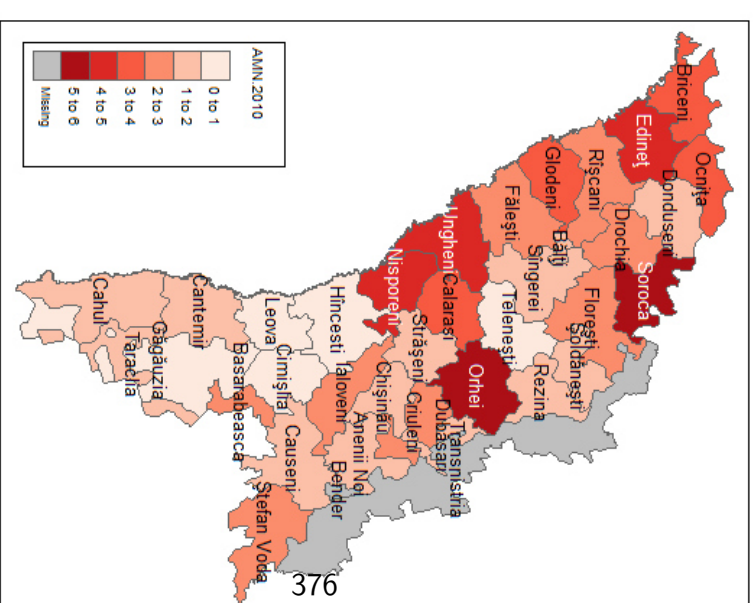 AMN.2010
0 to 1
1 to 2
2 to 3
3 to 4
4 to 5
5 to 6
Missing
Briceni
Ocniţa
Edineţ
Donduşeni
Rîşcani
Glodeni
Drochia
Soroca
Făleşti
Bălţi
Sîngerei
Floreşti
Şoldăneşti
Ungheni
Teleneşti
Rezina
Nisporeni
Calarasi
Orhei
Străşeni
Criuleni
Dubăsari
Transnistria
Hîncesti
Ialoveni
Chişinău
Anenii Noi
Bender
Leova
Cimişlia
Basarabeasca
Causeni
Ştefan Voda
Cantemir
Găgăuzia
Cahul
Taraclia
376